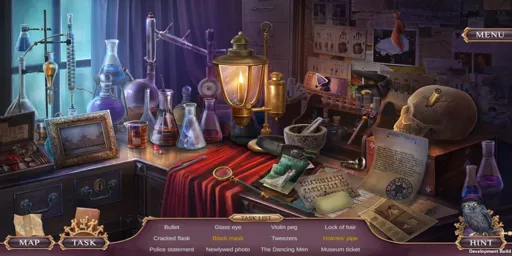 MENU
TASK LIST
Bullet Glass eye Violin peg Lock of hair
Cracked flask Black mask Tweezers Holmes' pipe
Police statement Newlywed photo The Dancing Men Museum ticket
MAP TASK HINT
Development Build